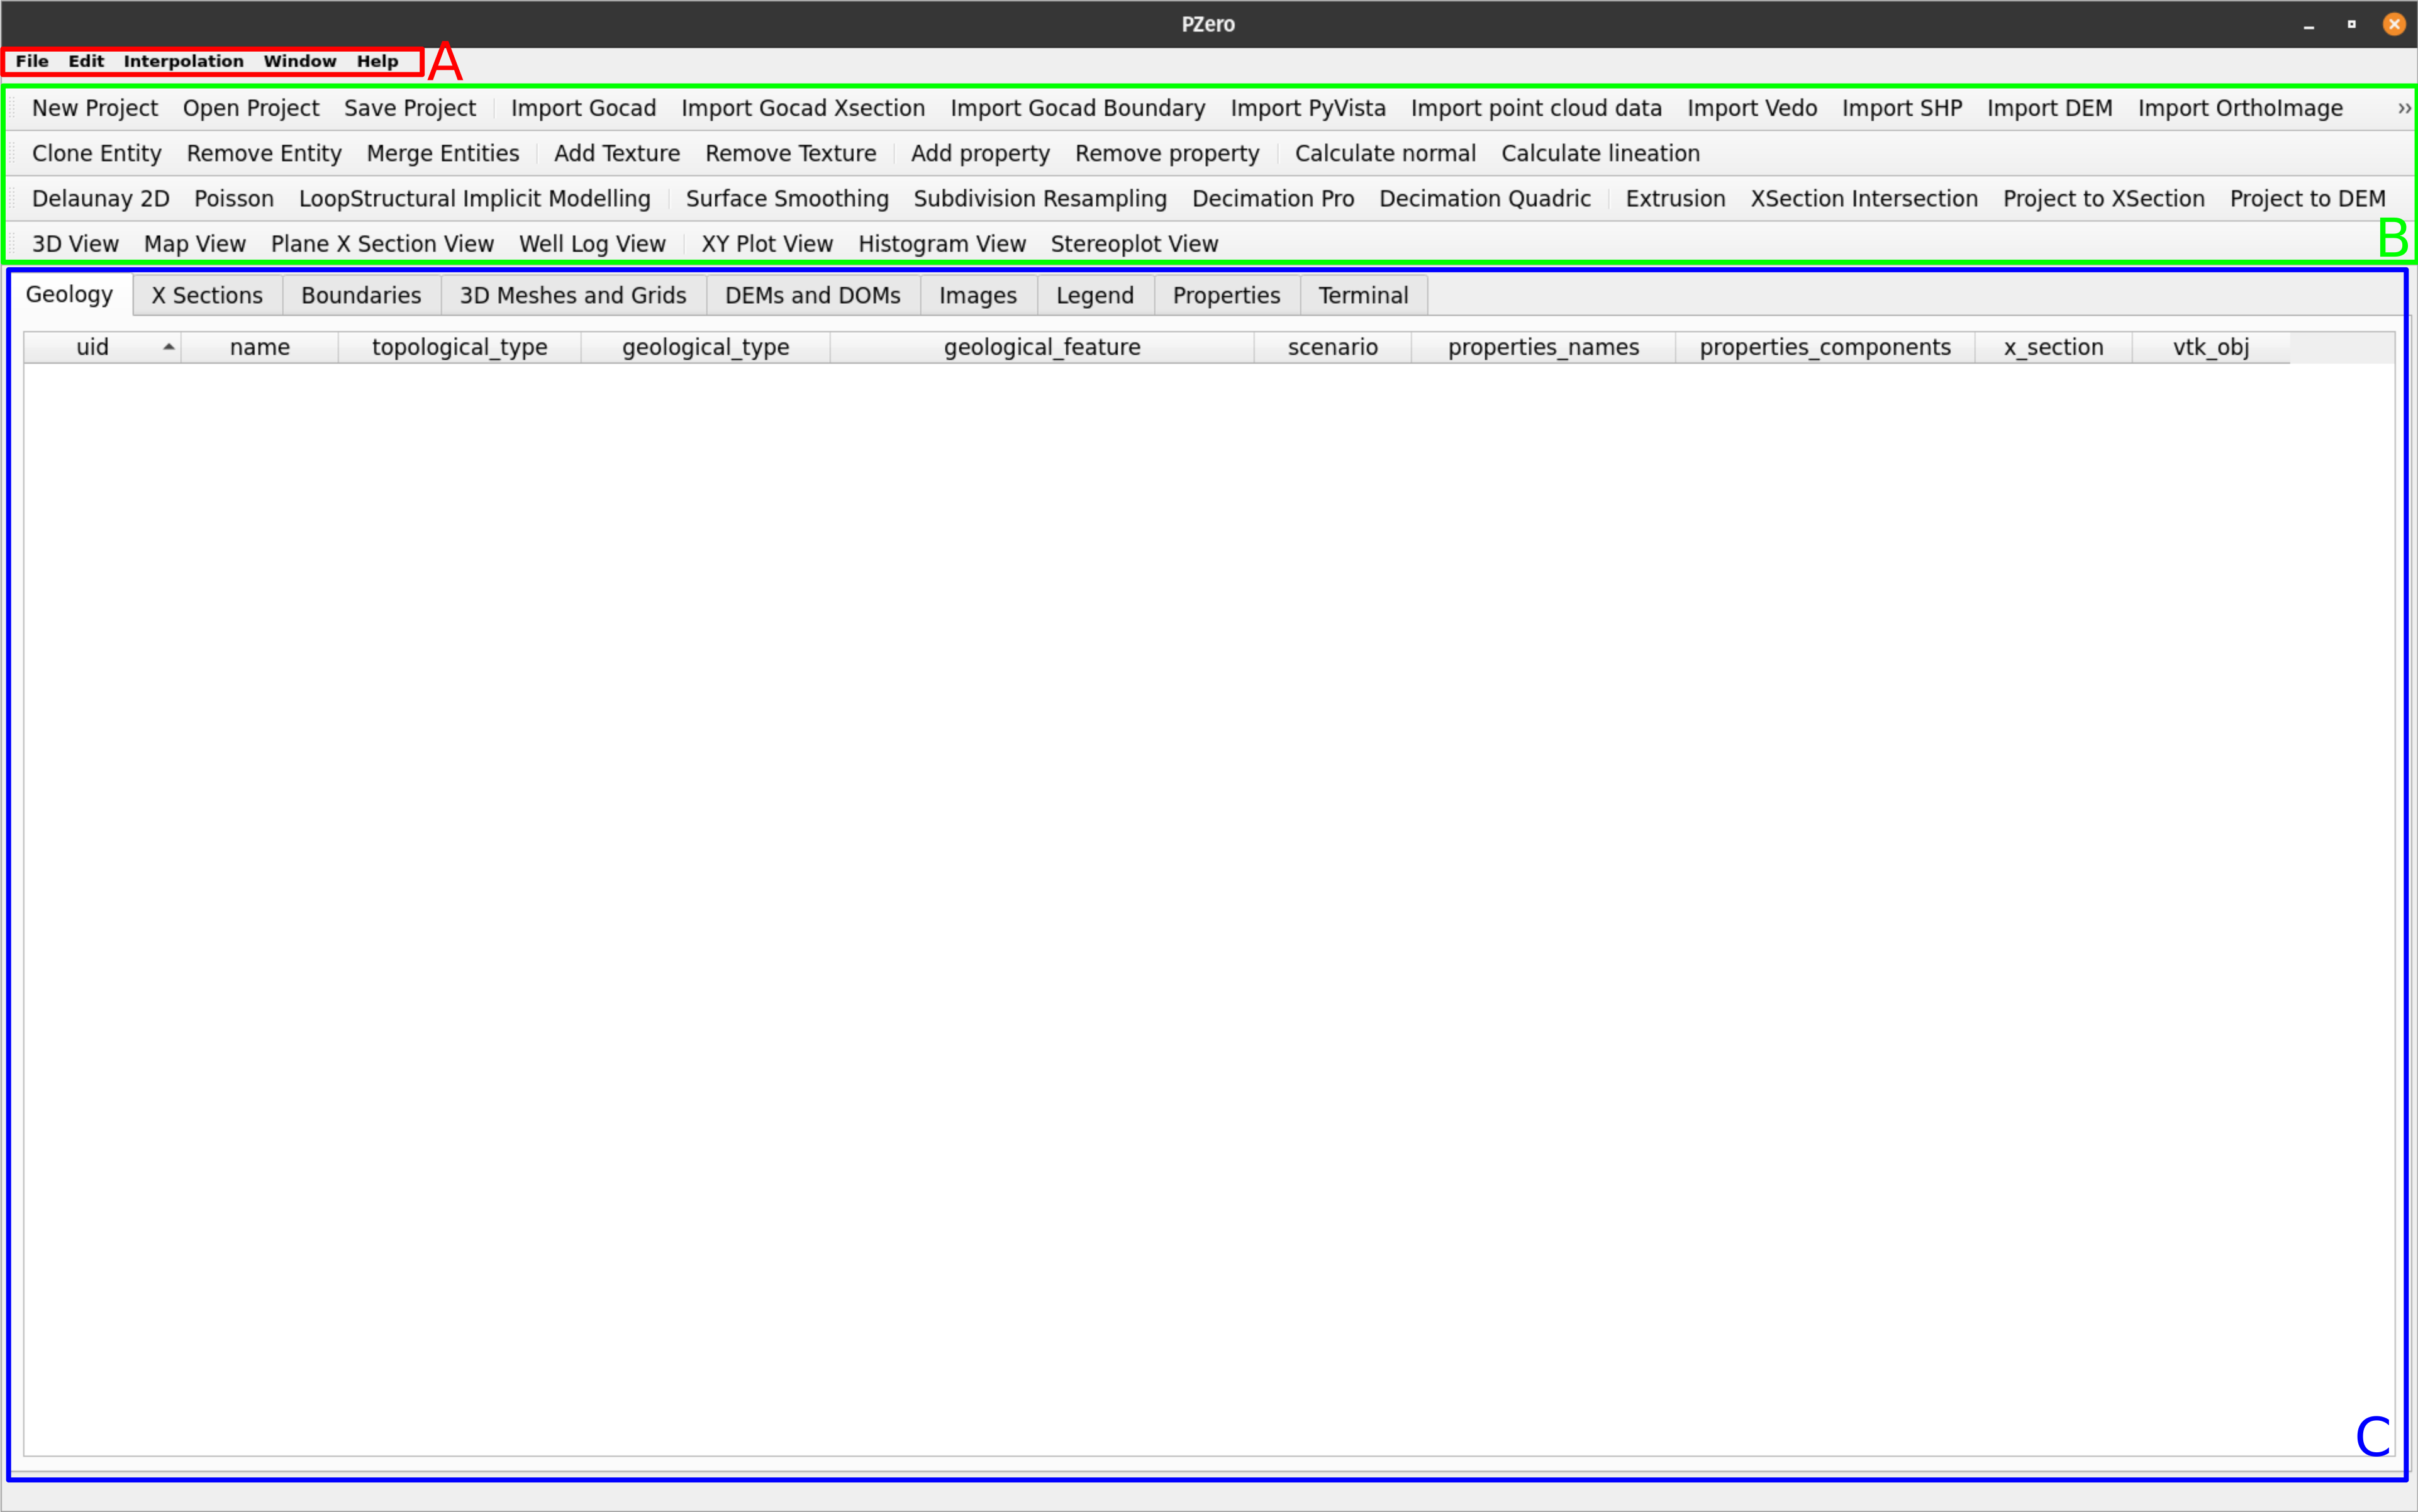 PZero
File Edit Interpolation Window Help A
New Project Open Project Save Project Import Gocad Import Gocad Xsection Import Gocad Boundary Import PyVista Import point cloud data Import Vedo Import SHP Import DEM Import OrthoImage »
Clone Entity Remove Entity Merge Entities Add Texture Remove Texture Add property Remove property Calculate normal Calculate lineation
Delaunay 2D Poisson LoopStructural Implicit Modelling Surface Smoothing Subdivision Resampling Decimation Pro Decimation Quadric Extrusion XSection Intersection Project to XSection Project to DEM
3D View Map View Plane X Section View Well Log View XY Plot View Histogram View Stereoplot View B
Geology X Sections Boundaries 3D Meshes and Grids DEMs and DOMs Images Legend Properties Terminal
uid name topological_type geological_type geological_feature scenario properties_names properties_components x_section vtk_obj
C